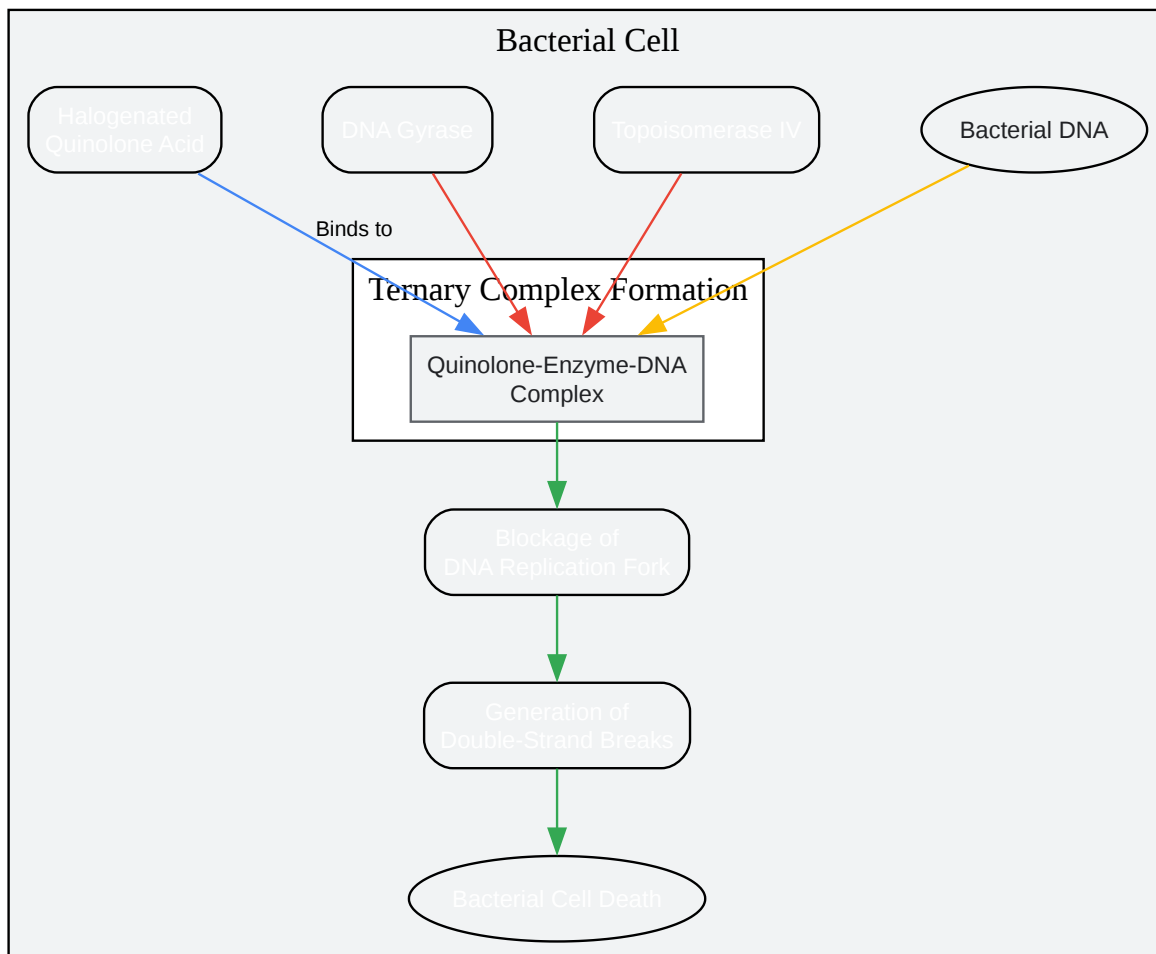 Bacterial Cell
Halogenated
Quinolone Acid
DNA Gyrase
Topoisomerase IV
Bacterial DNA
Binds to
Ternary Complex Formation
Quinolone-Enzyme-DNA
Complex
Blockage of
DNA Replication Fork
Generation of
Double-Strand Breaks
Bacterial Cell Death